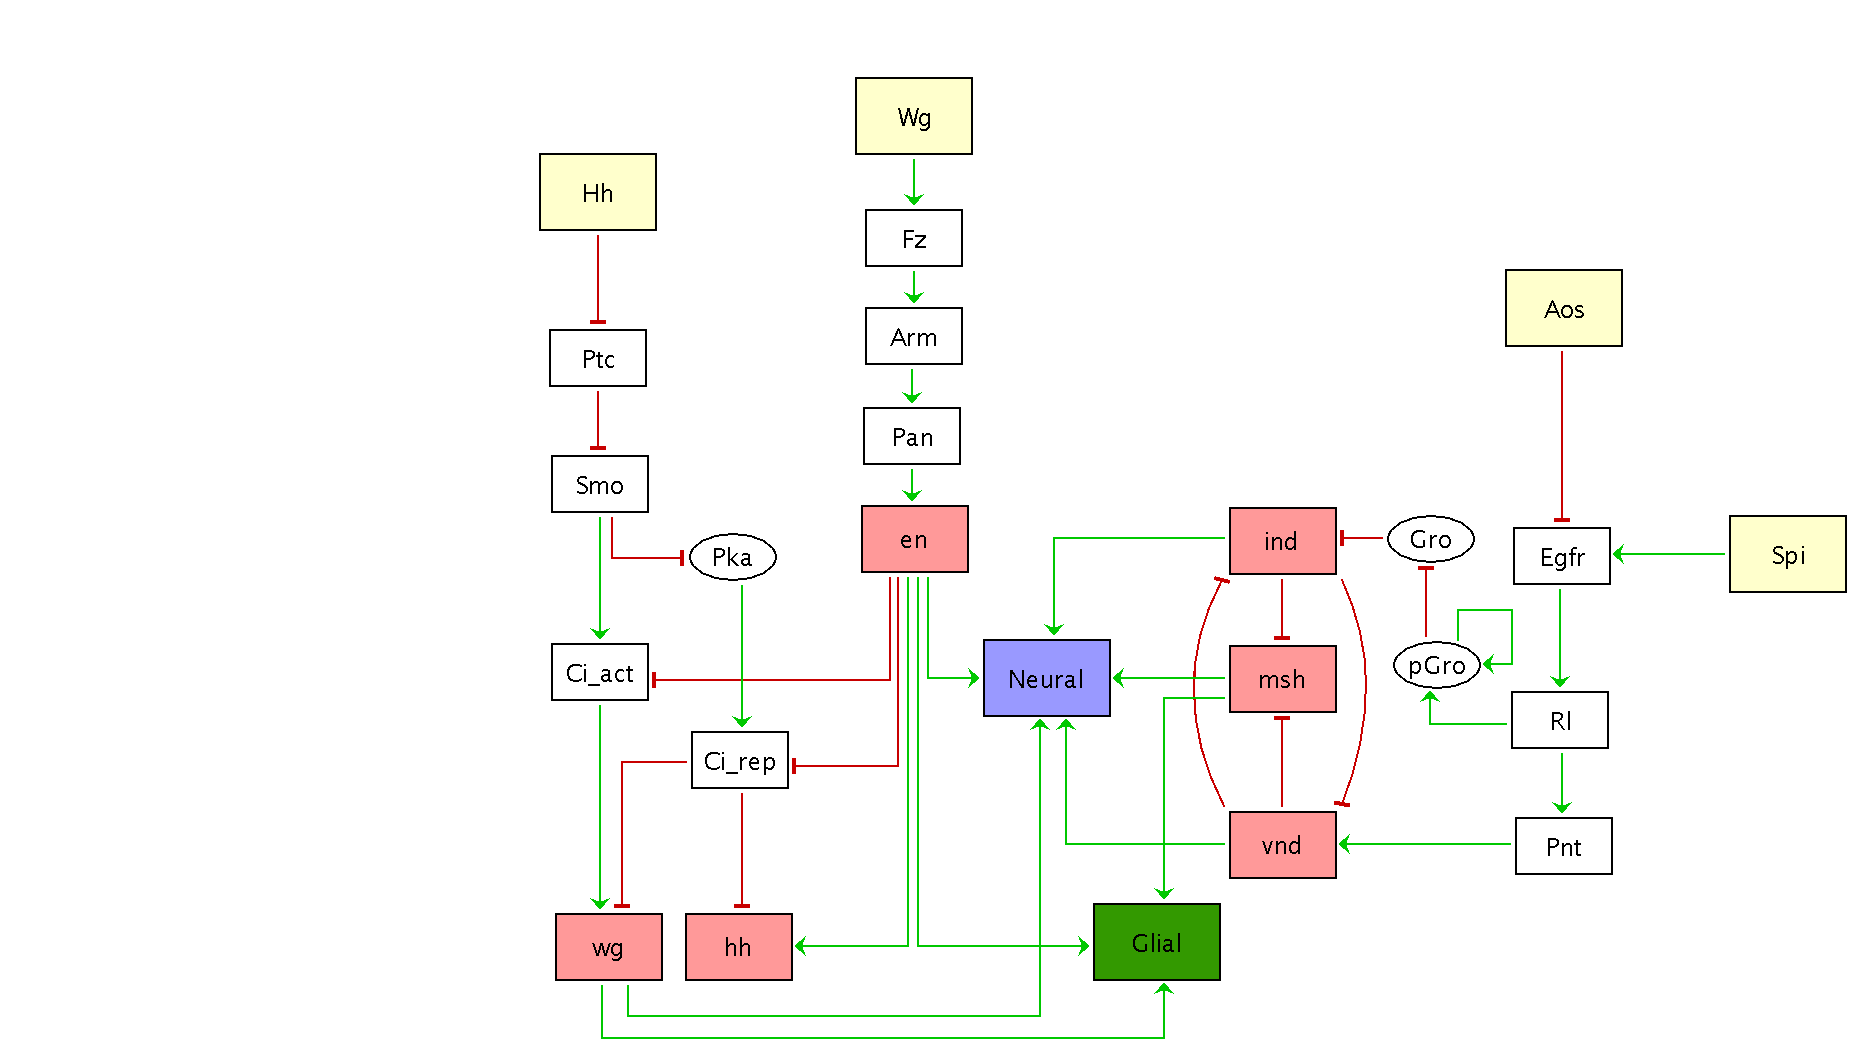 Wg
Hh
Fz
Aos
Arm
Ptc
Pan
Smo
en
ind
Gro
Pka
Egfr
Spi
Ci_act
Neural
msh
pGro
Rl
Ci_rep
vnd
Pnt
wg
hh
Glial